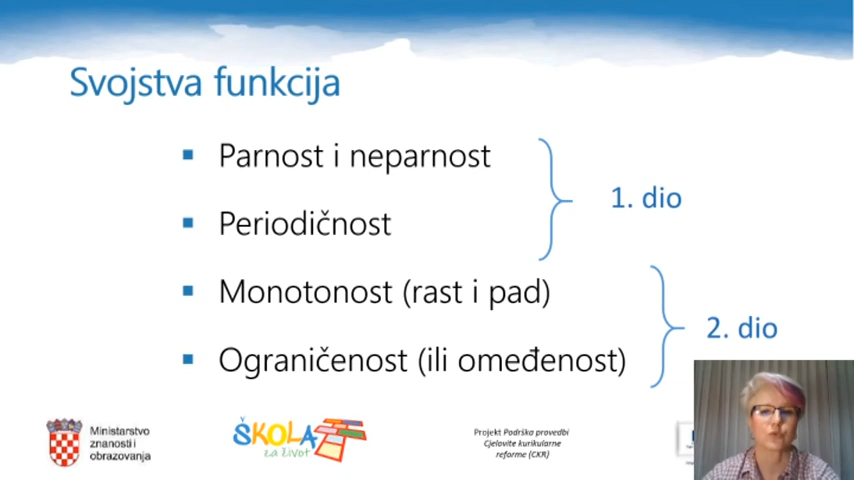 Svojstva funkcija
Parnost i neparnost
Periodičnost
1. dio
Monotonost (rast i pad)
Ograničenost (ili omeđenost)
2. dio
Ministarstvo
znanosti i
obrazovanja
ŠKOLA
za život
Projekt Podrška provedbi
Cjelovite kurikularne
reforme (CKR)